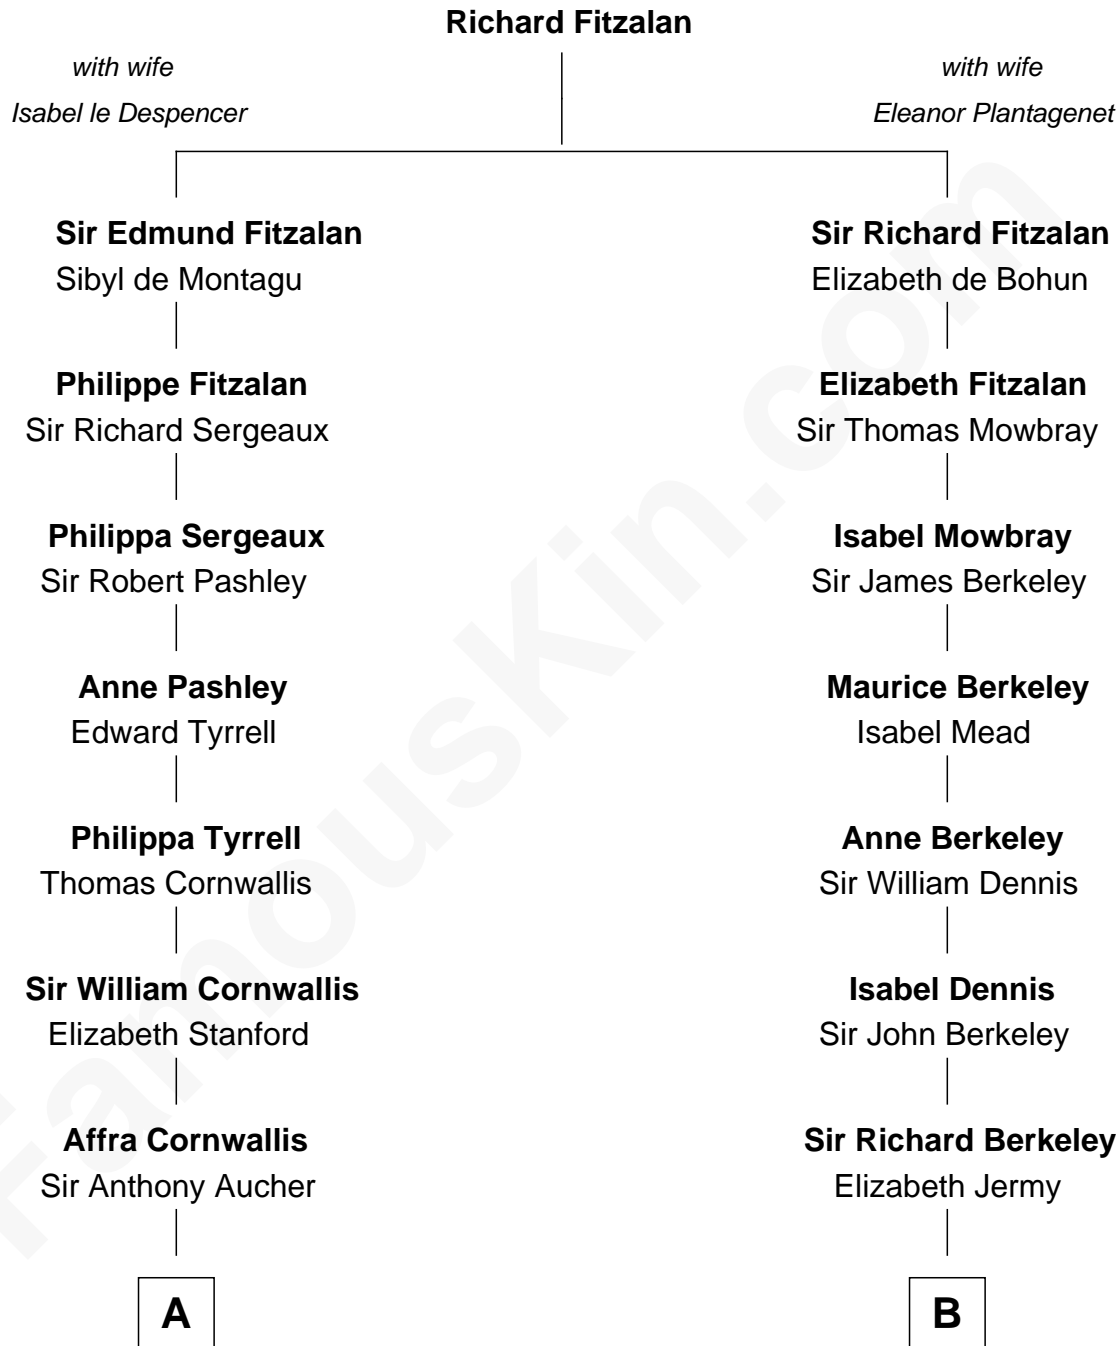 Richard Fitzalan
with wife
Isabel le Despencer
with wife
Eleanor Plantagenet
Sir Edmund Fitzalan
Sibyl de Montagu
Sir Richard Fitzalan
Elizabeth de Bohun
Philippe Fitzalan
Sir Richard Sergeaux
Elizabeth Fitzalan
Sir Thomas Mowbray
Philippa Sergeaux
Sir Robert Pashley
Isabel Mowbray
Sir James Berkeley
Anne Pashley
Edward Tyrrell
Maurice Berkeley
Isabel Mead
Philippa Tyrrell
Thomas Cornwallis
Anne Berkeley
Sir William Dennis
Sir William Cornwallis
Elizabeth Stanford
Isabel Dennis
Sir John Berkeley
Affra Cornwallis
Sir Anthony Aucher
Sir Richard Berkeley
Elizabeth Jermy
A
B
FamousKin.com